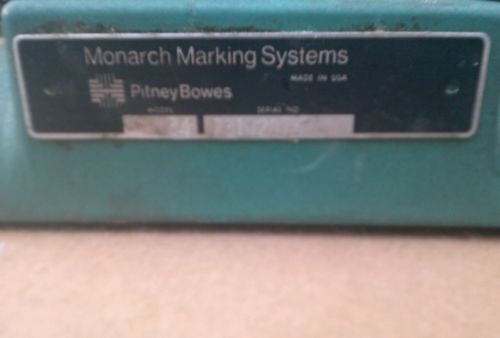 Monarch Marking Systems
MADE IN USA
PitneyBowes
MODEL SERIAL NO